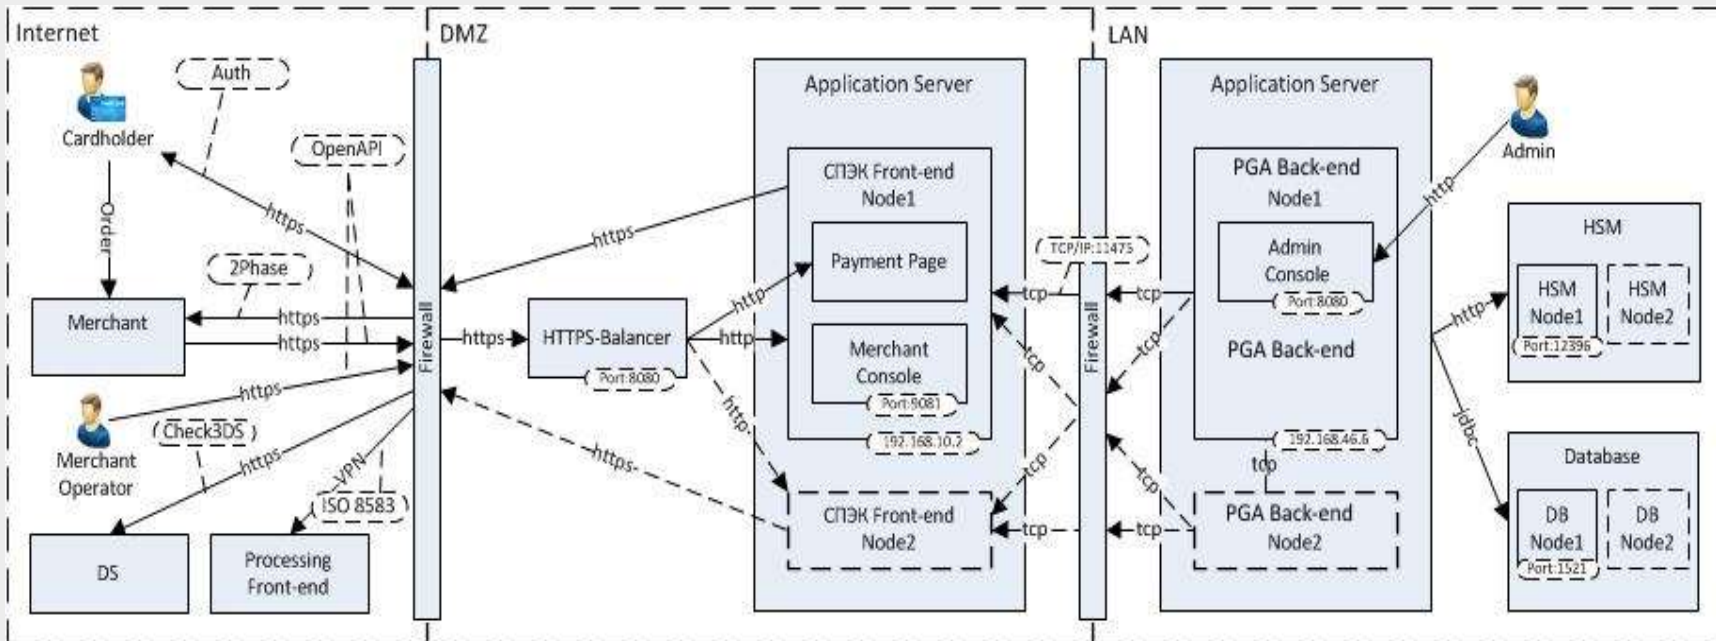 Internet
DMZ
LAN
Auth
Cardholder
OpenAPI
Order
https
2Phase
Merchant
https
https
https
Merchant
Operator
Check3DS
https
VPN
ISO 8583
DS
Processing
Front-end
Firewall
https
https
HTTPS-Balancer
Port:8080
http
http
http
https
Application Server
СПЭК Front-end
Node1
Payment Page
Merchant
Console
Port:9081
192.168.10.2
СПЭК Front-end
Node2
TCP/IP:11475
tcp
tcp
tcp
tcp
Firewall
tcp
tcp
tcp
tcp
Application Server
PGA Back-end
Node1
Admin
Console
Port:8080
PGA Back-end
192.168.46.6
tcp
PGA Back-end
Node2
http
Admin
http
jdbc
HSM
HSM
Node1
Port:12396
HSM
Node2
Database
DB
Node1
Port:1521
DB
Node2